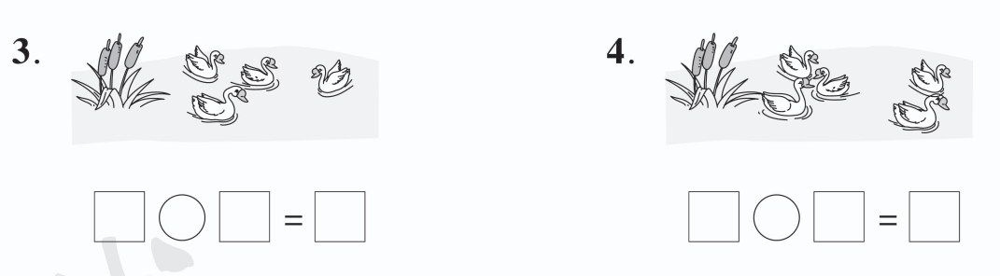 3. 4.
= =